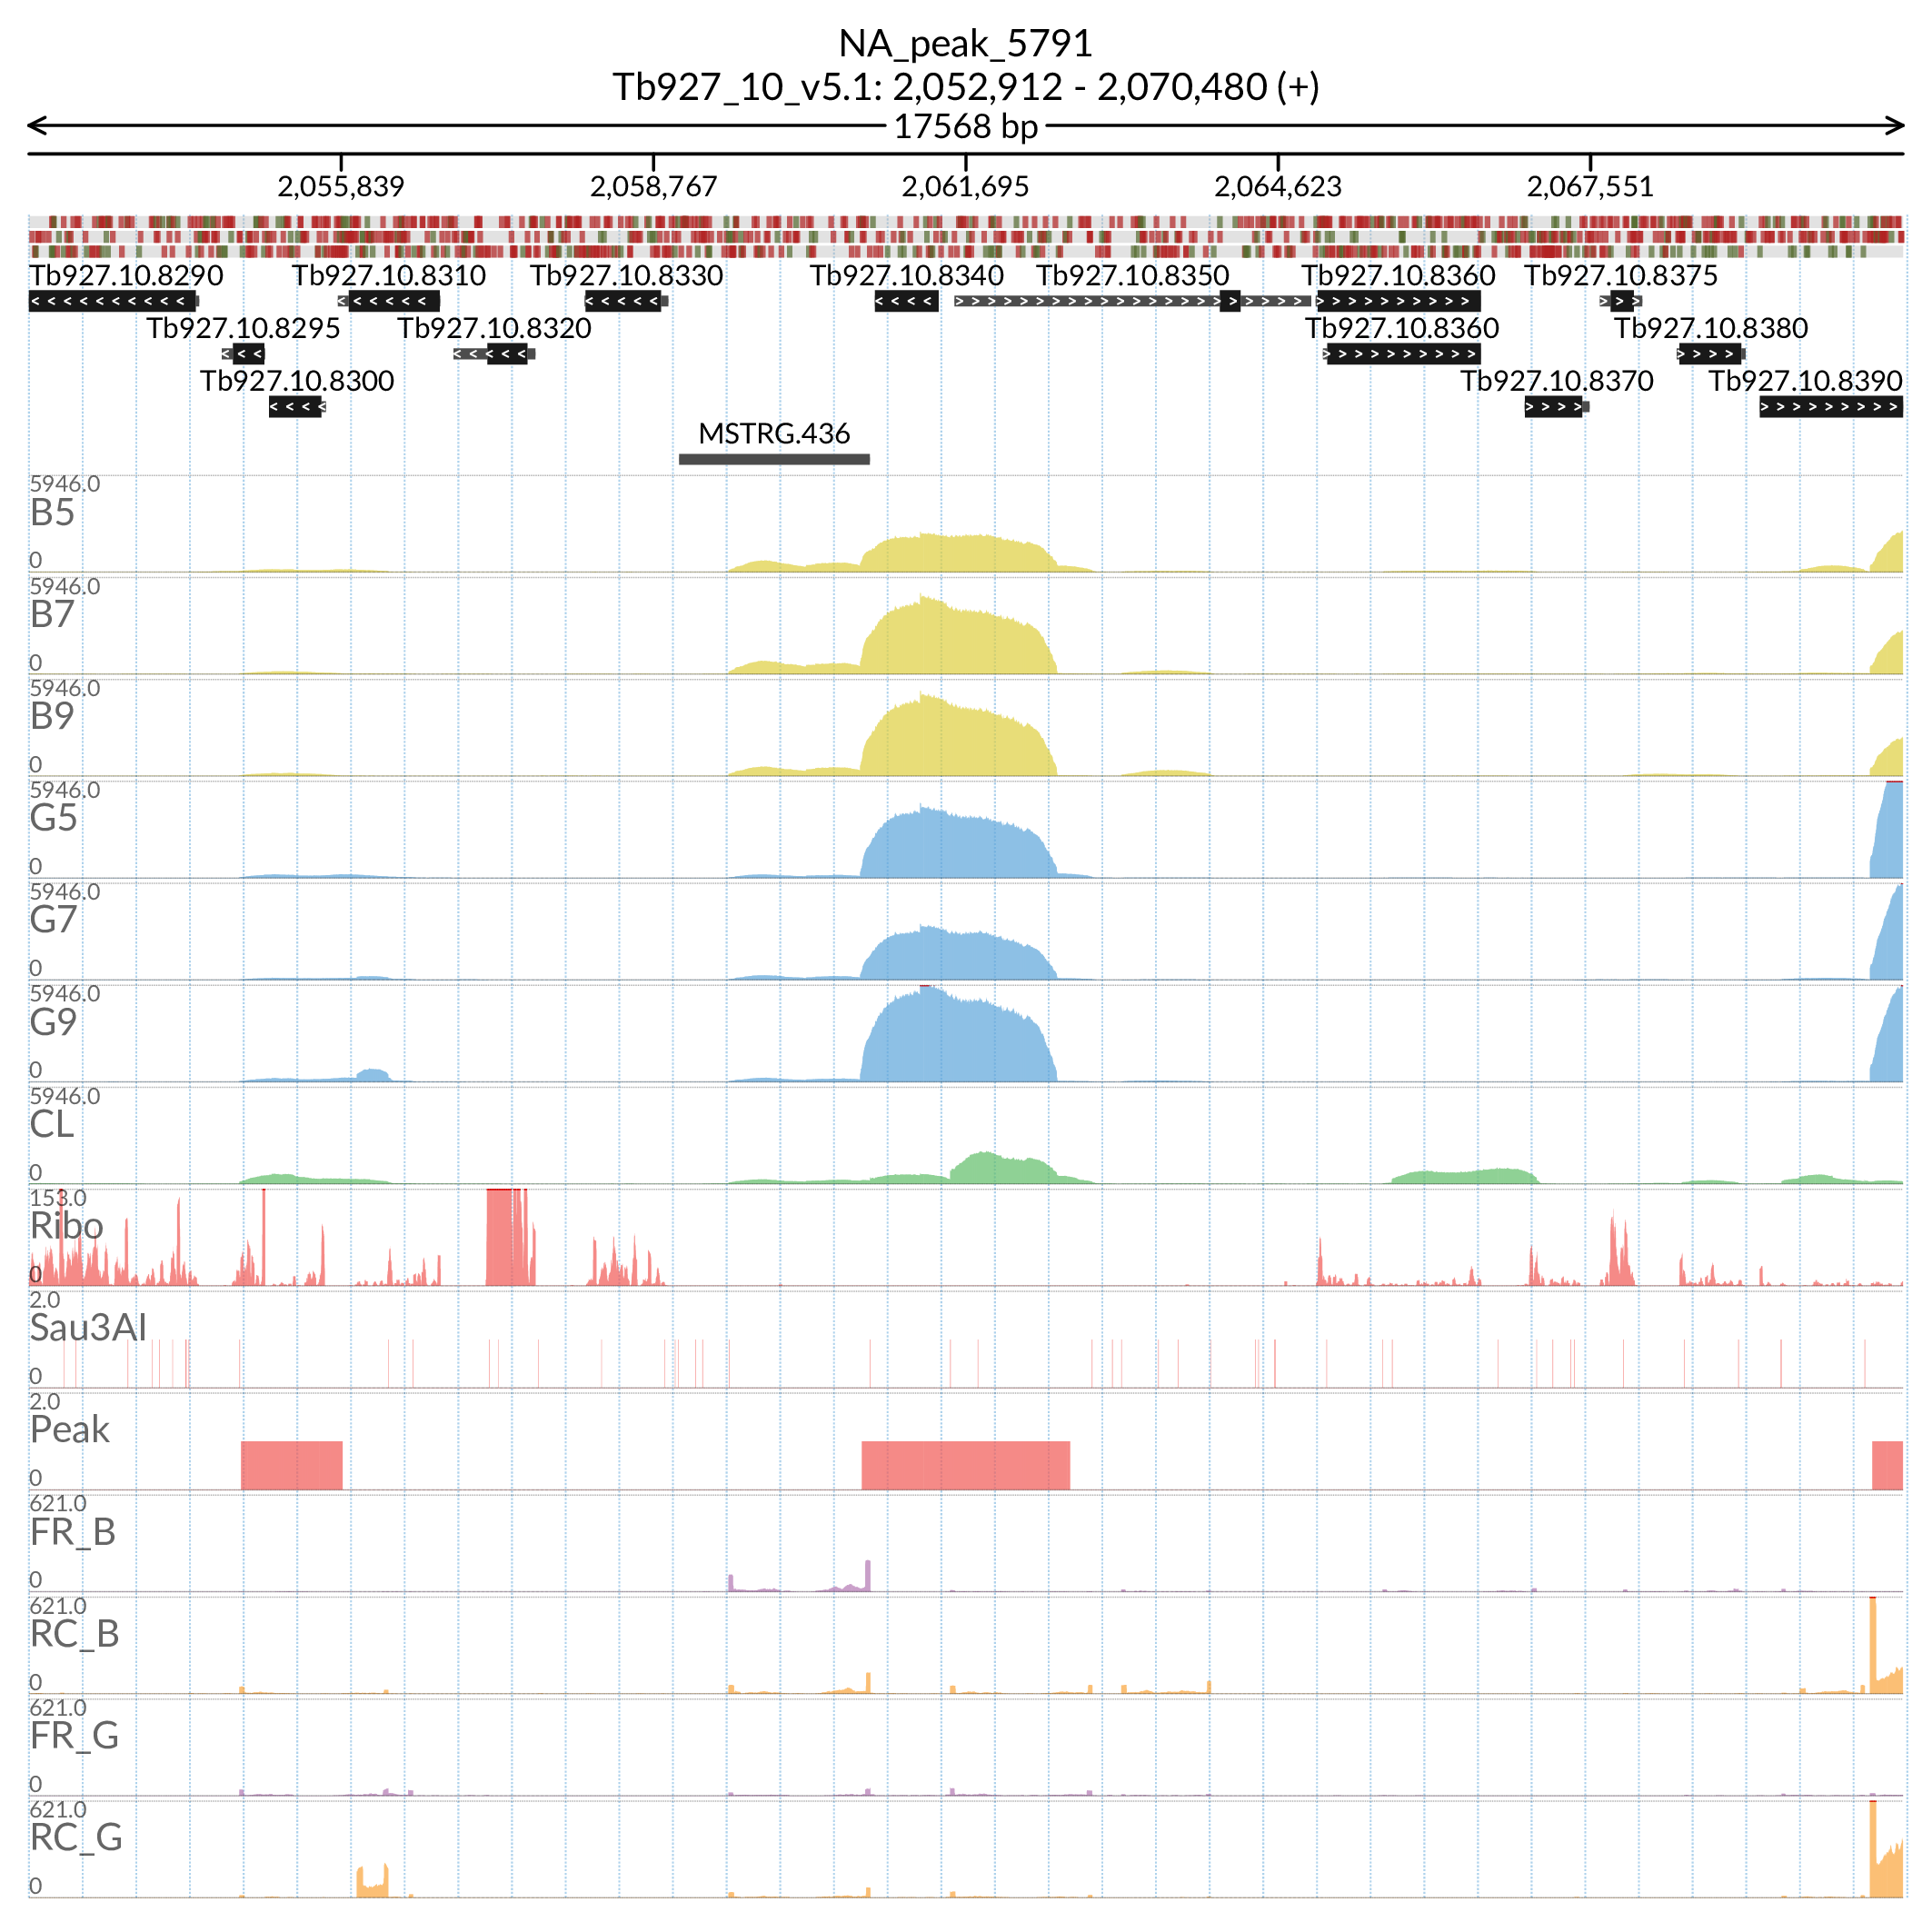 NA_peak_5791
Tb927_10_v5.1: 2,052,912 - 2,070,480 (+)
17568 bp
2,055,839 2,058,767 2,061,695 2,064,623 2,067,551
Tb927.10.8290 Tb927.10.8310 Tb927.10.8330 Tb927.10.8340 Tb927.10.8350 Tb927.10.8360 Tb927.10.8375
Tb927.10.8295 Tb927.10.8320 Tb927.10.8360 Tb927.10.8380
Tb927.10.8300 Tb927.10.8370 Tb927.10.8390
MSTRG.436
5946.0
B5
0
5946.0
B7
0
5946.0
B9
0
5946.0
G5
0
5946.0
G7
0
5946.0
G9
0
5946.0
CL
0
153.0
Ribo
0
2.0
Sau3AI
0
2.0
Peak
0
621.0
FR_B
0
621.0
RC_B
0
621.0
FR_G
0
621.0
RC_G
0